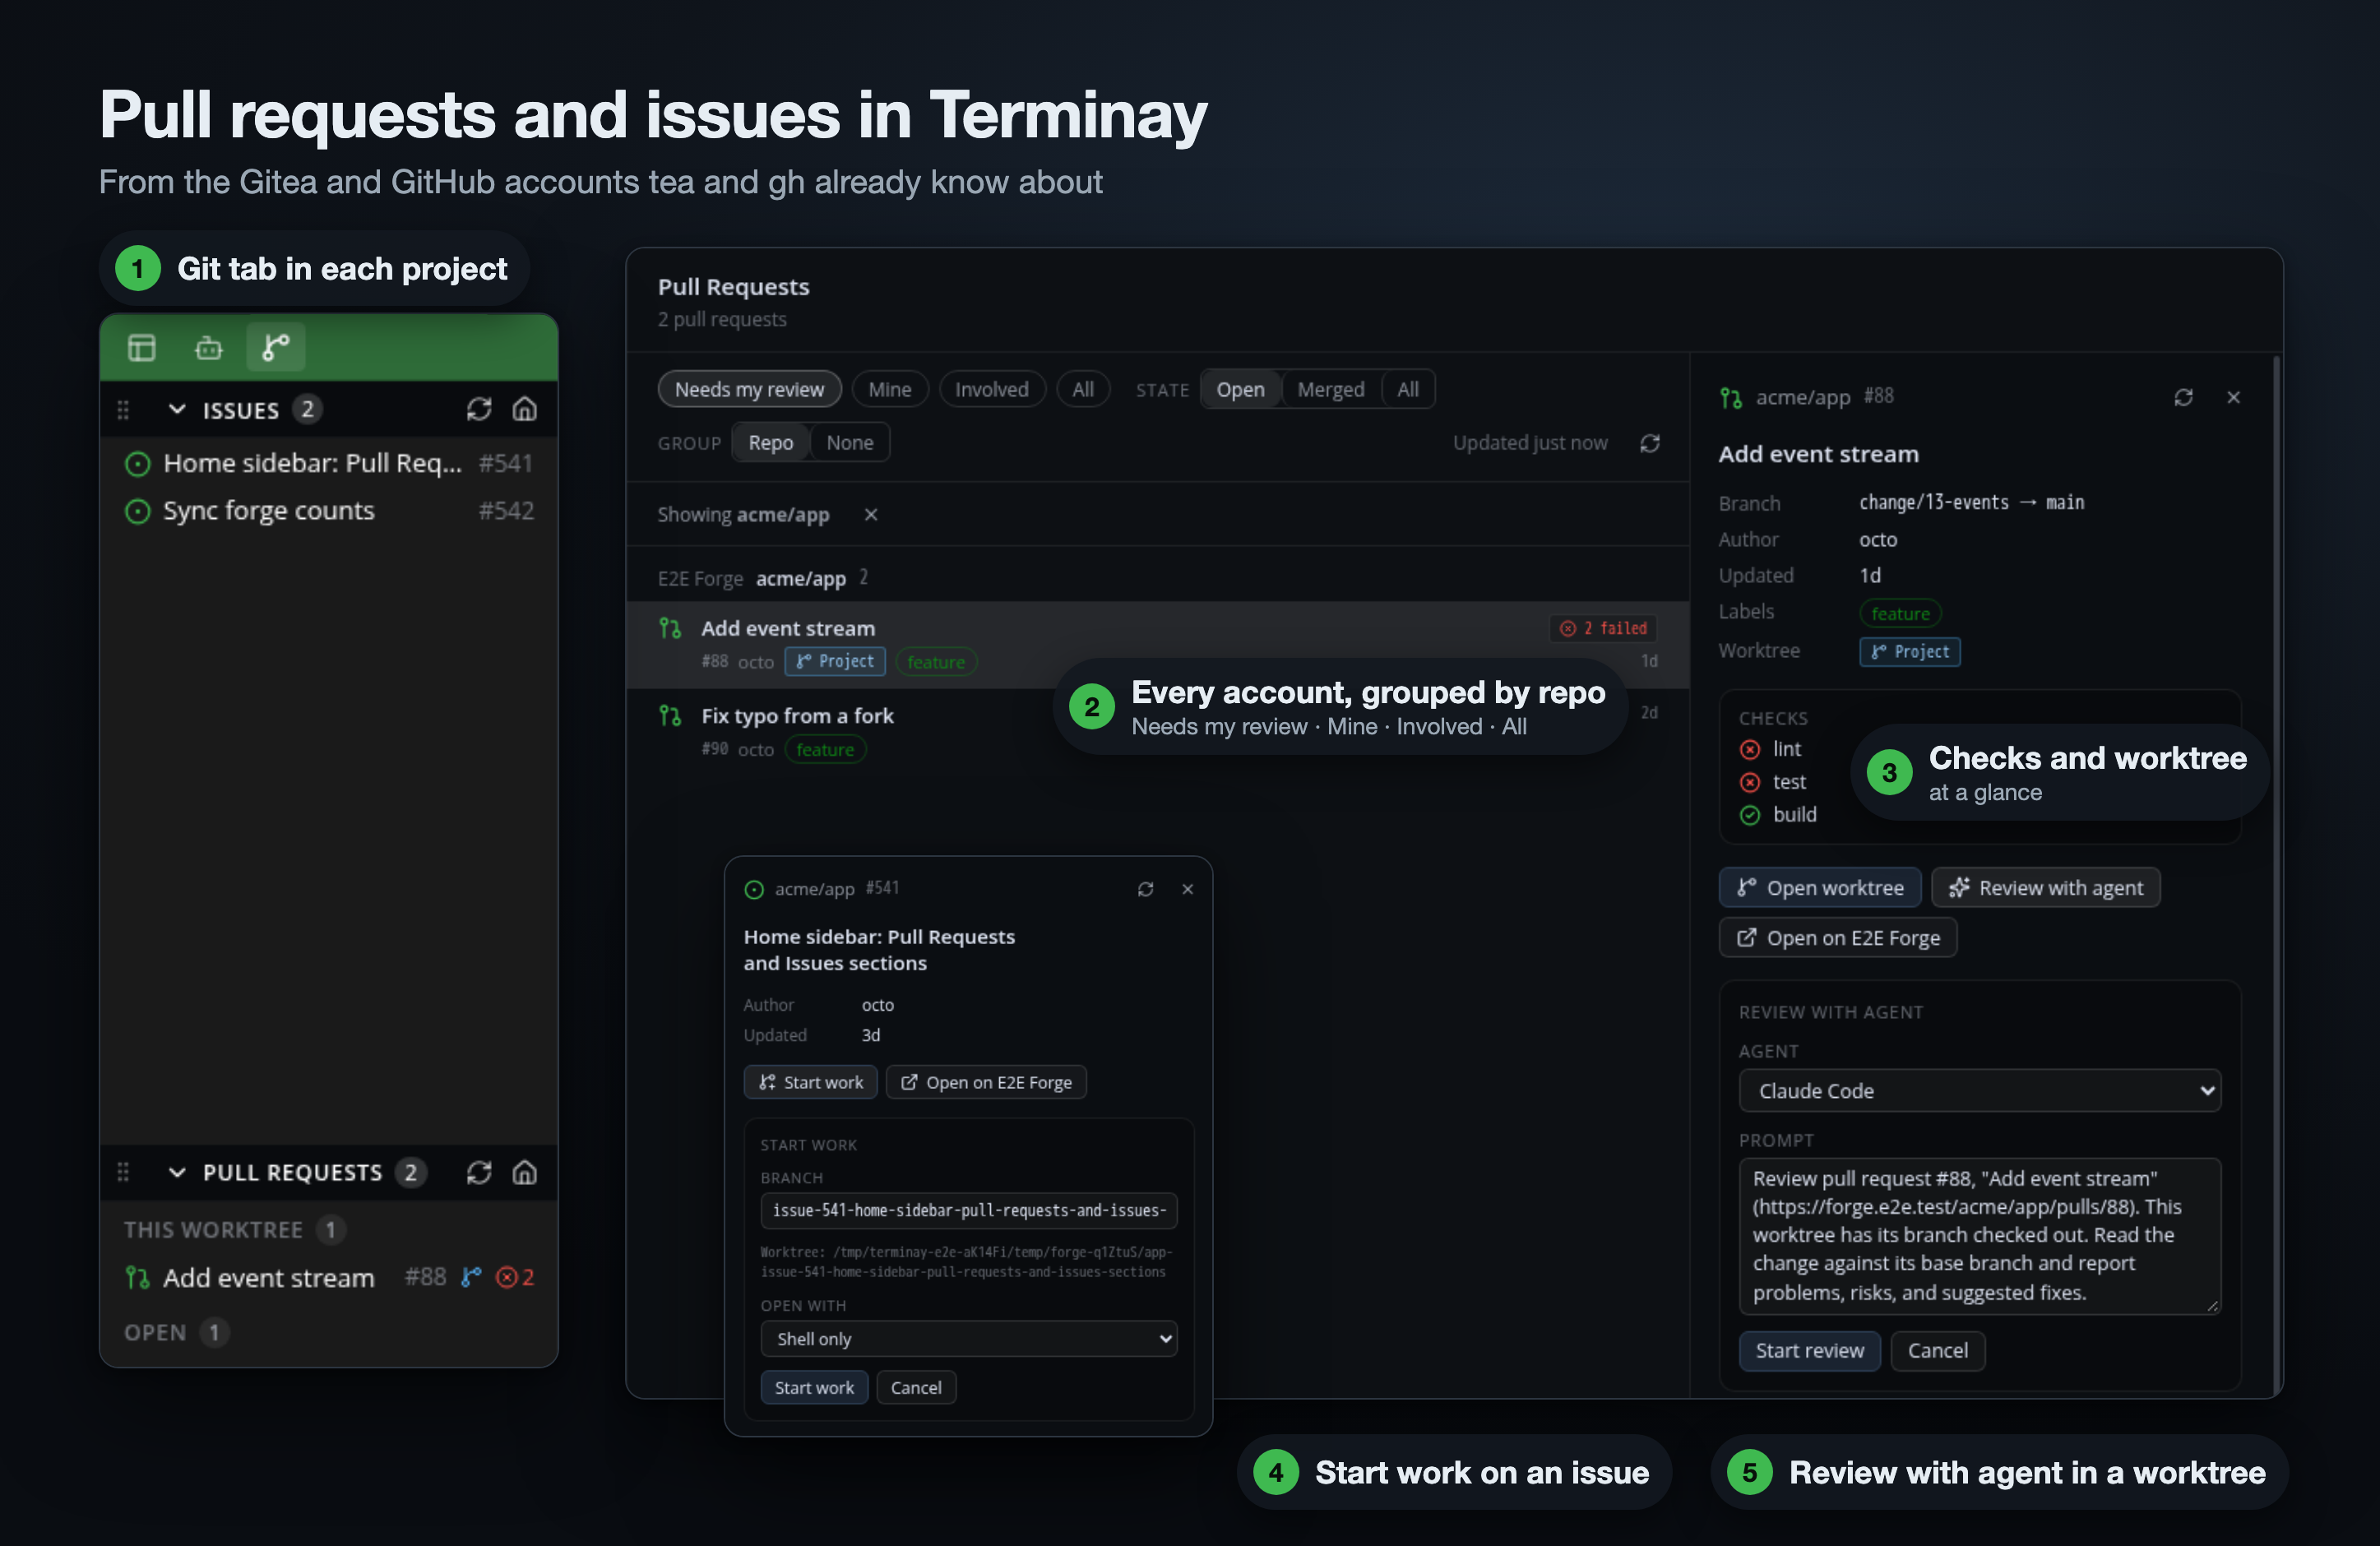 Pull requests and issues in Terminay
From the Gitea and GitHub accounts tea and gh already know about
1 Git tab in each project
ISSUES 2
Home sidebar: Pull Req... #541
Sync forge counts #542
PULL REQUESTS 2
THIS WORKTREE 1
Add event stream #88 2
OPEN 1
Pull Requests
2 pull requests
Needs my review Mine Involved All STATE Open Merged All
GROUP Repo None Updated just now
Showing acme/app
E2E Forge acme/app 2
Add event stream 2 failed
#88 octo Project feature 1d
Fix typo from a fork 2d
#90 octo feature
2 Every account, grouped by repo
Needs my review · Mine · Involved · All
acme/app #541
Home sidebar: Pull Requests
and Issues sections
Author octo
Updated 3d
Start work Open on E2E Forge
START WORK
BRANCH
issue-541-home-sidebar-pull-requests-and-issues-
Worktree: /tmp/terminay-e2e-aK14Fi/temp/forge-q1ZtuS/app-
issue-541-home-sidebar-pull-requests-and-issues-sections
OPEN WITH
Shell only
Start work Cancel
acme/app #88
Add event stream
Branch change/13-events → main
Author octo
Updated 1d
Labels feature
Worktree Project
CHECKS
lint
test
build
3 Checks and worktree
at a glance
Open worktree Review with agent
Open on E2E Forge
REVIEW WITH AGENT
AGENT
Claude Code
PROMPT
Review pull request #88, "Add event stream"
(https://forge.e2e.test/acme/app/pulls/88). This
worktree has its branch checked out. Read the
change against its base branch and report
problems, risks, and suggested fixes.
Start review Cancel
4 Start work on an issue
5 Review with agent in a worktree